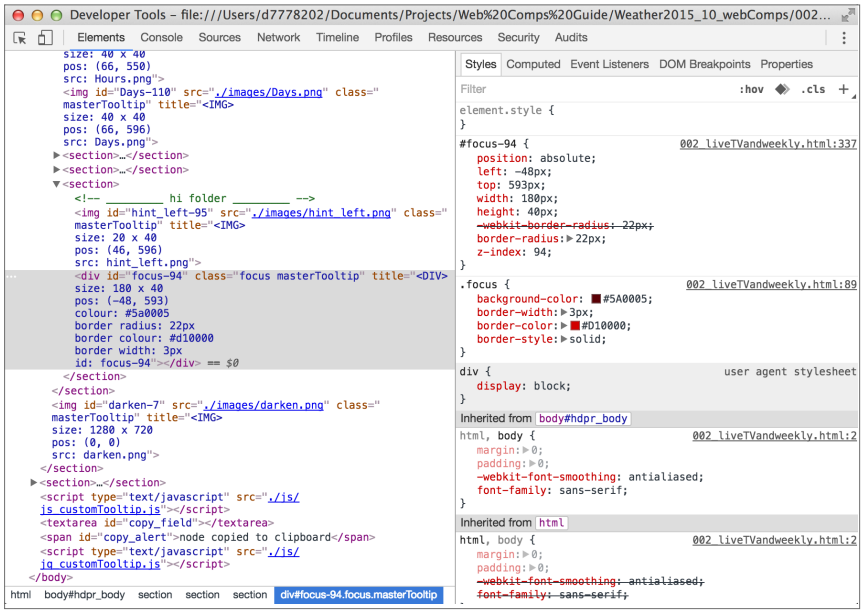 Developer Tools - file:///Users/d7778202/Documents/Projects/Web%20Comps%20Guide/Weather2015_10_webComps/002...
Elements Console Sources Network Timeline Profiles Resources Security Audits
size: 40 x 40
pos: (66, 550)
src: Hours.png">
<img id="Days-110" src="./images/Days.png" class="
masterTooltip" title="<IMG>
size: 40 x 40
pos: (66, 596)
src: Days.png">
▶<section>…</section>
▶<section>…</section>
▼<section>
<!-- _________ hi folder _________ -->
<img id="hint_left-95" src="./images/hint_left.png" class="
masterTooltip" title="<IMG>
size: 20 x 40
pos: (46, 596)
src: hint_left.png">
… <div id="focus-94" class="focus masterTooltip" title="<DIV>
size: 180 x 40
pos: (-48, 593)
colour: #5a0005
border radius: 22px
border colour: #d10000
border width: 3px
id: focus-94"></div> == $0
</section>
</section>
<img id="darken-7" src="./images/darken.png" class="
masterTooltip" title="<IMG>
size: 1280 x 720
pos: (0, 0)
src: darken.png">
</section>
▶<section>…</section>
<script type="text/javascript" src="./js/
js_customTooltip.js"></script>
<textarea id="copy_field"></textarea>
<span id="copy_alert">node copied to clipboard</span>
<script type="text/javascript" src="./js/
jq_customTooltip.js"></script>
</body>
html body#hdpr_body section section section div#focus-94.focus.masterTooltip
Styles Computed Event Listeners DOM Breakpoints Properties
Filter :hov .cls +
element.style {
}
#focus-94 { 002_liveTVandweekly.html:337
position: absolute;
left: -48px;
top: 593px;
width: 180px;
height: 40px;
-webkit-border-radius: 22px;
border-radius:▶22px;
z-index: 94;
}
.focus { 002_liveTVandweekly.html:89
background-color: #5A0005;
border-width:▶3px;
border-color:▶#D10000;
border-style:▶solid;
}
div { user agent stylesheet
display: block;
}
Inherited from body#hdpr_body
html, body { 002_liveTVandweekly.html:2
margin:▶0;
padding:▶0;
-webkit-font-smoothing: antialiased;
font-family: sans-serif;
}
Inherited from html
html, body { 002_liveTVandweekly.html:2
margin:▶0;
padding:▶0;
-webkit-font-smoothing: antialiased;
font-family: sans-serif;